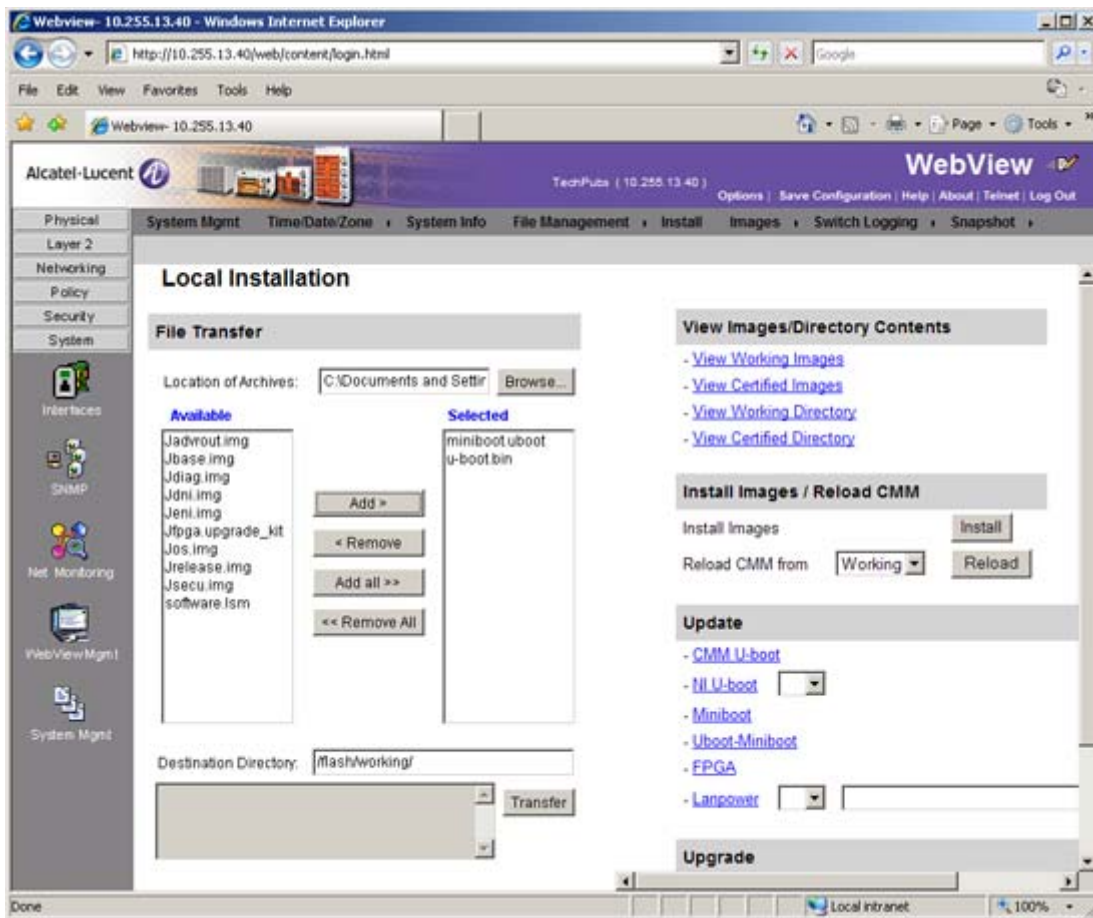 Webview- 10.255.13.40 - Windows Internet Explorer
http://10.255.13.40/web/content/login.html
Google
File Edit View Favorites Tools Help
Webview- 10.255.13.40
Page Tools
Alcatel-Lucent
TechPubs ( 10.255.13.40 )
WebView
Options | Save Configuration | Help | About | Telnet | Log Out
Physical
Layer 2
Networking
Policy
Security
System
Interfaces
SNMP
Net Monitoring
WebView Mgmt
System Mgmt
System Mgmt Time/Date/Zone System Info File Management Install Images Switch Logging Snapshot
Local Installation
File Transfer
Location of Archives: C:\Documents and Settin Browse...
Available
Jadvrout.img
Jbase.img
Jdiag.img
Jdni.img
Jeni.img
Jfpga.upgrade_kit
Jos.img
Jrelease.img
Jsecu.img
software.lsm
Add >
< Remove
Add all >>
<< Remove All
Selected
miniboot.uboot
u-boot.bin
Destination Directory: /flash/working/
Transfer
View Images/Directory Contents
- View Working Images
- View Certified Images
- View Working Directory
- View Certified Directory
Install Images / Reload CMM
Install Images Install
Reload CMM from Working Reload
Update
- CMM U-boot
- NI U-boot
- Miniboot
- Uboot-Miniboot
- FPGA
- Lanpower
Upgrade
Done
Local intranet
100%